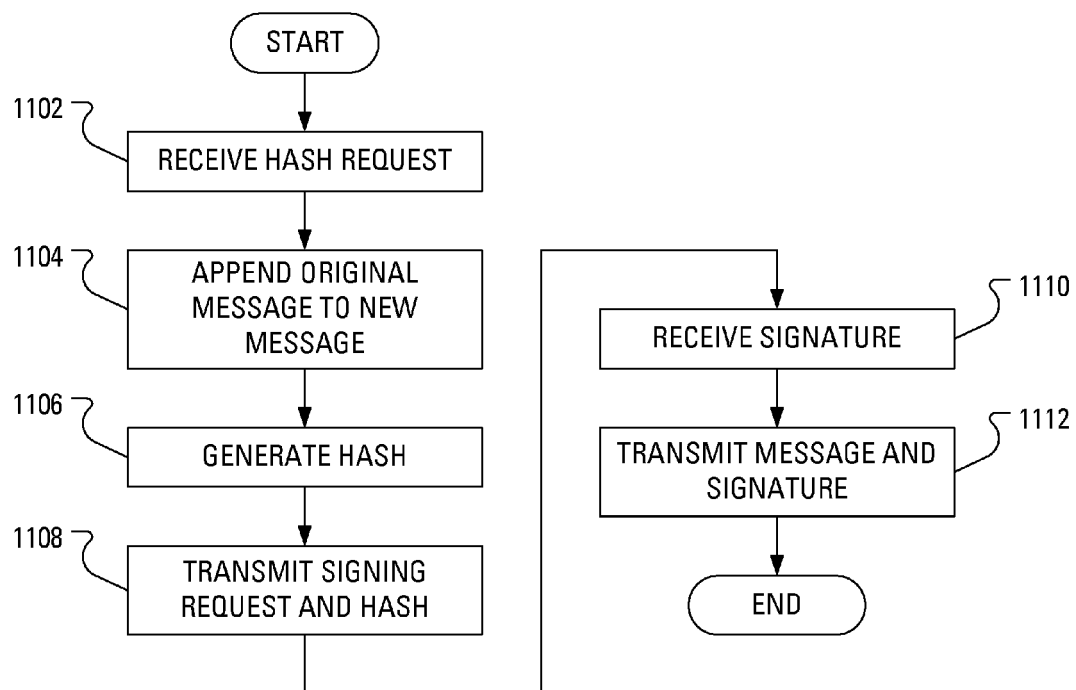 START
1102
RECEIVE HASH REQUEST
1104
APPEND ORIGINAL
MESSAGE TO NEW
MESSAGE
1106
GENERATE HASH
1108
TRANSMIT SIGNING
REQUEST AND HASH
1110
RECEIVE SIGNATURE
1112
TRANSMIT MESSAGE AND
SIGNATURE
END